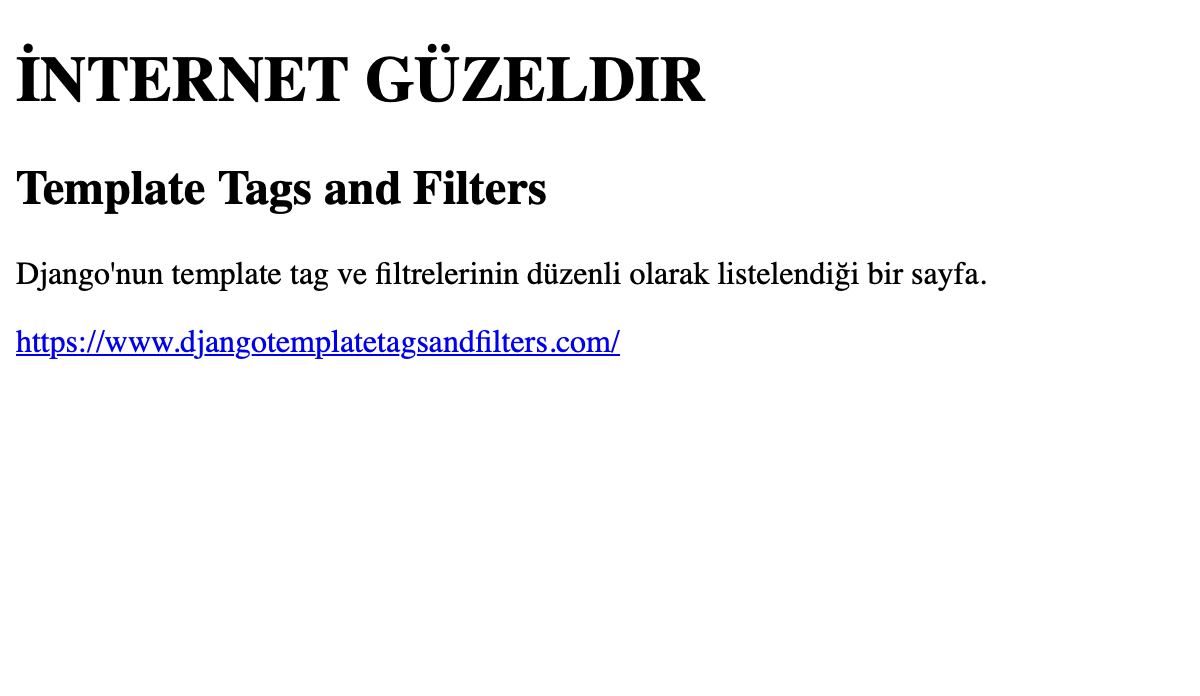 İNTERNET GÜZELDIR
Template Tags and Filters
Django'nun template tag ve filtrelerinin düzenli olarak listelendiği bir sayfa.
https://www.djangotemplatetagsandfilters.com/